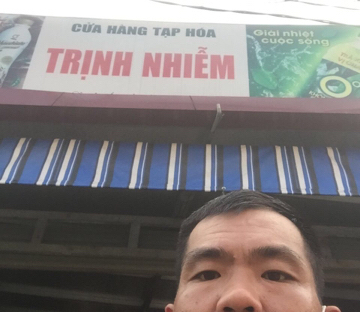 CỬA HÀNG TẠP HÓA
TRỊNH NHIỄM
Giải nhiệt
cuộc sống